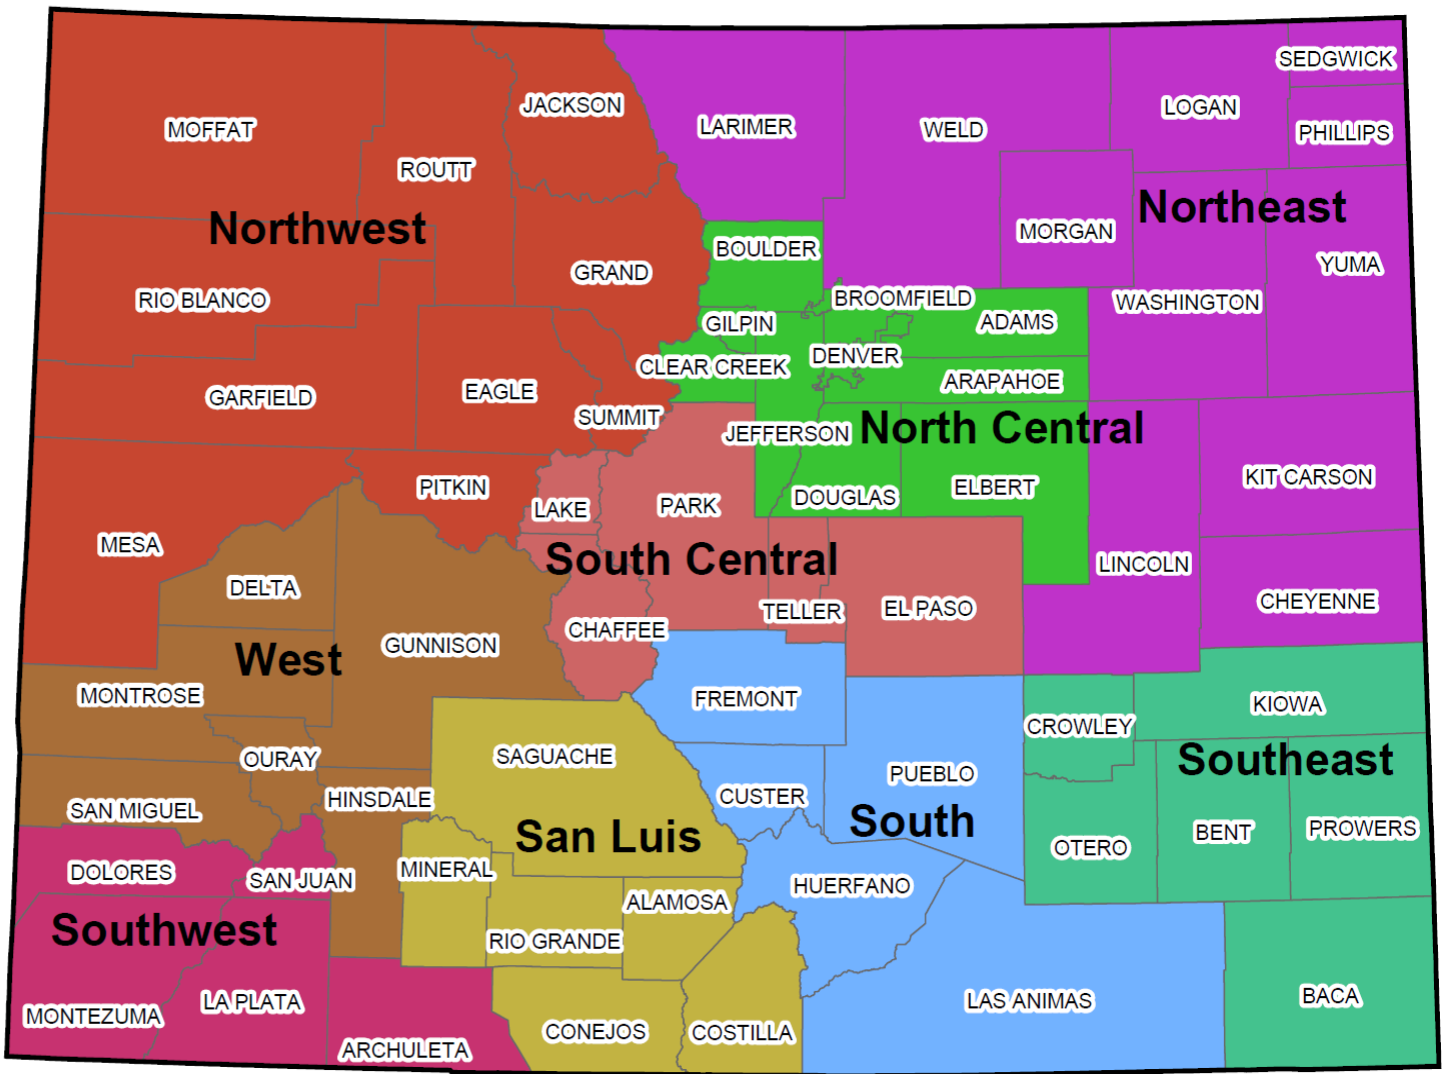 SEDGWICK
JACKSON
LOGAN
MOFFAT
LARIMER
WELD
PHILLIPS
ROUTT
Northeast
Northwest
MORGAN
BOULDER
YUMA
GRAND
RIO BLANCO
BROOMFIELD
WASHINGTON
GILPIN
ADAMS
DENVER
CLEAR CREEK
ARAPAHOE
EAGLE
GARFIELD
SUMMIT
JEFFERSON
North Central
KIT CARSON
PITKIN
ELBERT
DOUGLAS
PARK
LAKE
MESA
South Central
LINCOLN
DELTA
CHEYENNE
EL PASO
TELLER
CHAFFEE
GUNNISON
West
MONTROSE
FREMONT
KIOWA
CROWLEY
SAGUACHE
OURAY
Southeast
PUEBLO
CUSTER
HINSDALE
SAN MIGUEL
South
PROWERS
BENT
San Luis
OTERO
MINERAL
DOLORES
SAN JUAN
HUERFANO
ALAMOSA
Southwest
RIO GRANDE
BACA
LA PLATA
LAS ANIMAS
MONTEZUMA
CONEJOS
COSTILLA
ARCHULETA